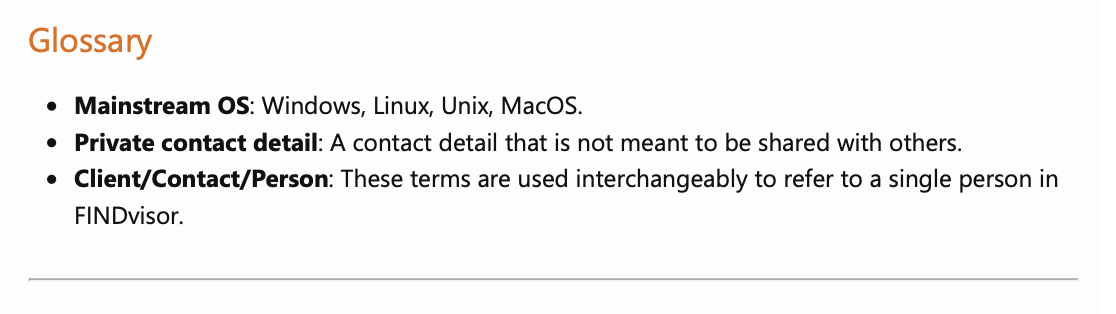 Glossary
• Mainstream OS: Windows, Linux, Unix, MacOS.
• Private contact detail: A contact detail that is not meant to be shared with others.
• Client/Contact/Person: These terms are used interchangeably to refer to a single person in
FINDvisor.